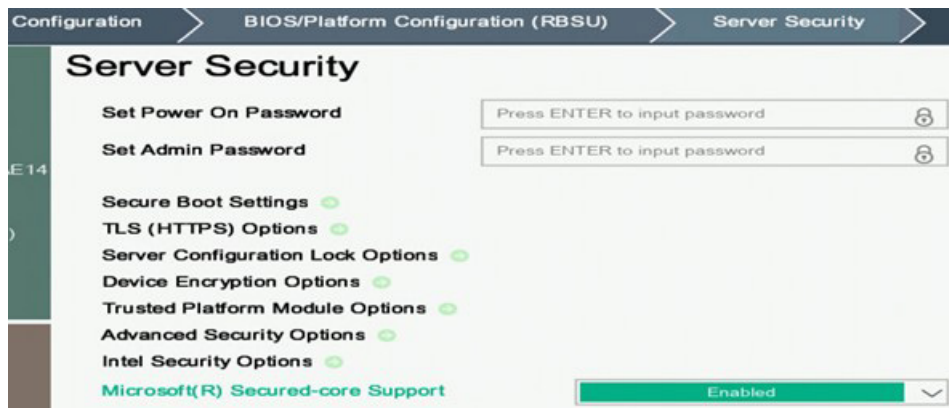 Configuration
BIOS/Platform Configuration (RBSU)
Server Security
Server Security
Set Power On Password
Press ENTER to input password
Set Admin Password
Press ENTER to input password
E14
)
Secure Boot Settings
TLS (HTTPS) Options
Server Configuration Lock Options
Device Encryption Options
Trusted Platform Module Options
Advanced Security Options
Intel Security Options
Microsoft(R) Secured-core Support
Enabled